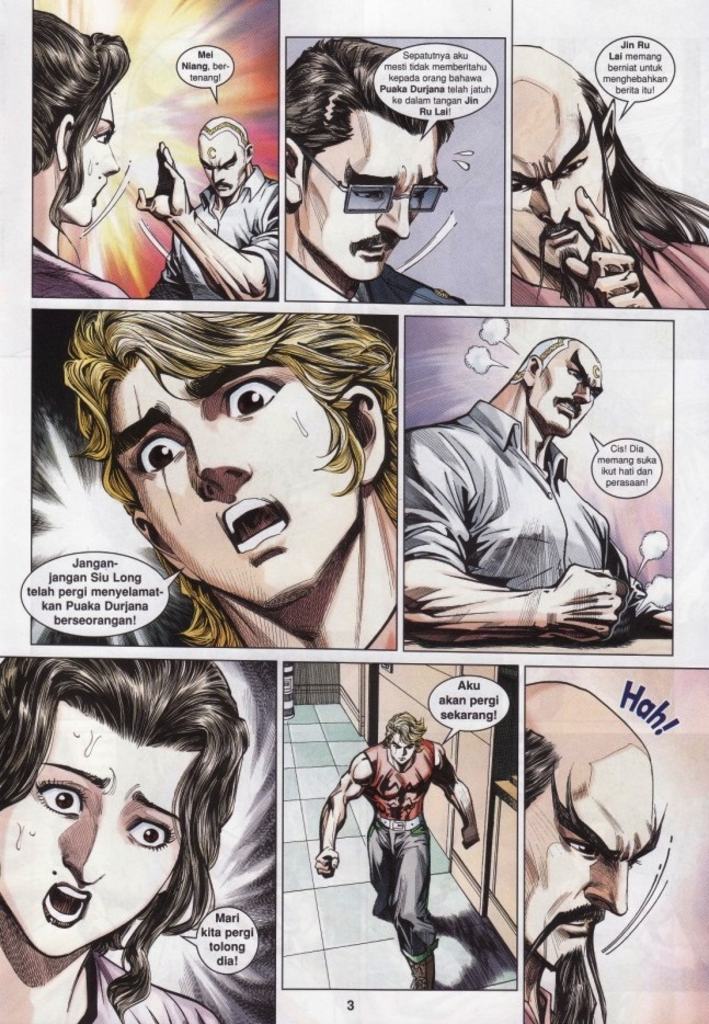 Mei
Niang, ber-
tenang!
Sepatutnya aku
mesti tidak memberitahu
kepada orang bahawa
Puaka Durjana telah jatuh
ke dalam tangan Jin
Ru Lai!
Jin Ru
Lai memang
berniat untuk
menghebahkan
berita itu!
Jangan-
jangan Siu Long
telah pergi menyelamat-
kan Puaka Durjana
berseorangan!
Cis! Dia
memang suka
ikut hati dan
perasaan!
Mari
kita pergi
tolong
dia!
Aku
akan pergi
sekarang!
Hah!
3